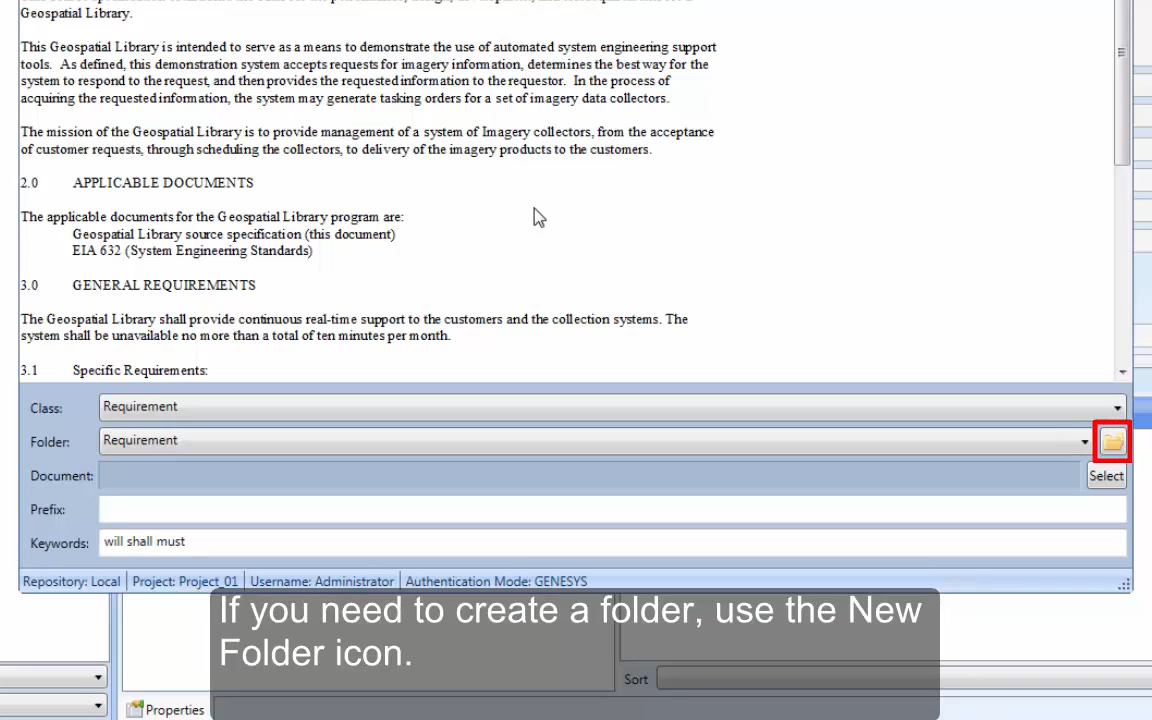 Geospatial Library.
This Geospatial Library is intended to serve as a means to demonstrate the use of automated system engineering support
tools. As defined, this demonstration system accepts requests for imagery information, determines the best way for the
system to respond to the request, and then provides the requested information to the requestor. In the process of
acquiring the requested information, the system may generate tasking orders for a set of imagery data collectors.
The mission of the Geospatial Library is to provide management of a system of Imagery collectors, from the acceptance
of customer requests, through scheduling the collectors, to delivery of the imagery products to the customers.
2.0 APPLICABLE DOCUMENTS
The applicable documents for the Geospatial Library program are:
Geospatial Library source specification (this document)
EIA 632 (System Engineering Standards)
3.0 GENERAL REQUIREMENTS
The Geospatial Library shall provide continuous real-time support to the customers and the collection systems. The
system shall be unavailable no more than a total of ten minutes per month.
3.1 Specific Requirements:
Class: Requirement
Folder: Requirement
Document: Select
Prefix:
Keywords: will shall must
Repository: Local Project: Project_01 Username: Administrator Authentication Mode: GENESYS
If you need to create a folder, use the New
Folder icon.
Sort
Properties